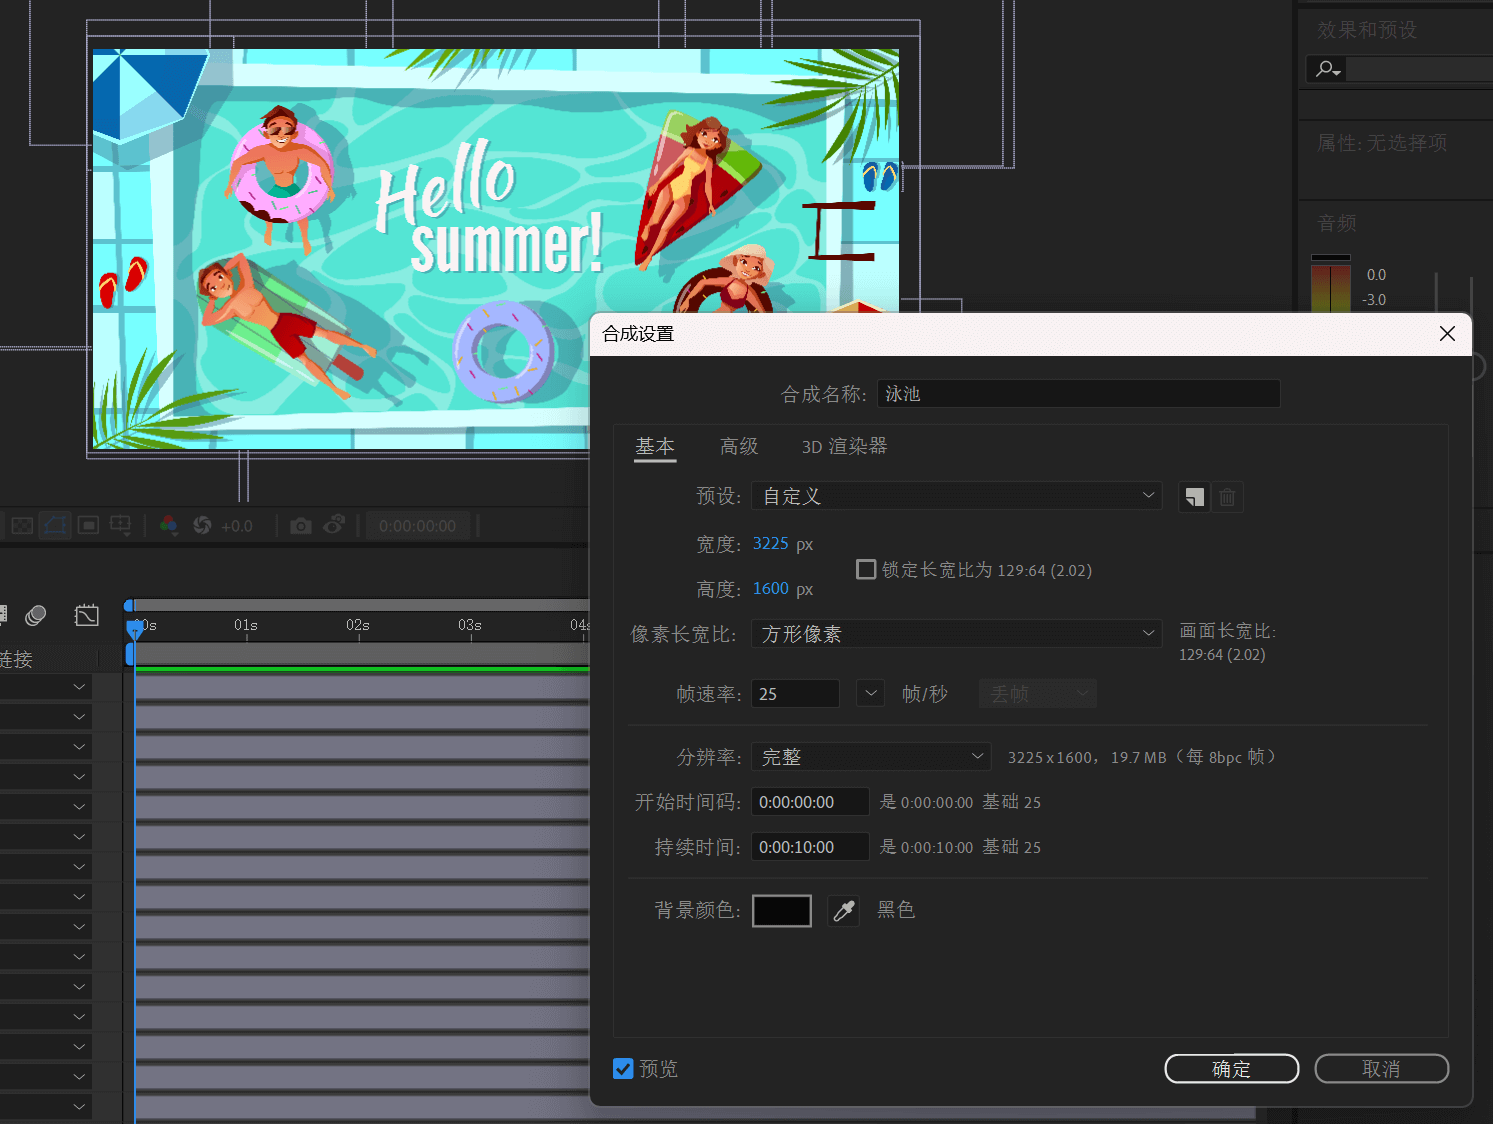 效果和预设
属性: 无选择项
音频
0.0
-3.0
Hello
summer!
+0.0
0:00:00:00
00s
01s
02s
03s
04s
链接
合成设置
合成名称: 泳池
基本 高级 3D 渲染器
预设: 自定义
宽度: 3225 px
锁定长宽比为 129:64 (2.02)
高度: 1600 px
像素长宽比: 方形像素
画面长宽比:
129:64 (2.02)
帧速率: 25 帧/秒 丢帧
分辨率: 完整 3225 x 1600，19.7 MB（每 8bpc 帧）
开始时间码: 0:00:00:00 是 0:00:00:00 基础 25
持续时间: 0:00:10:00 是 0:00:10:00 基础 25
背景颜色: 黑色
预览
确定
取消